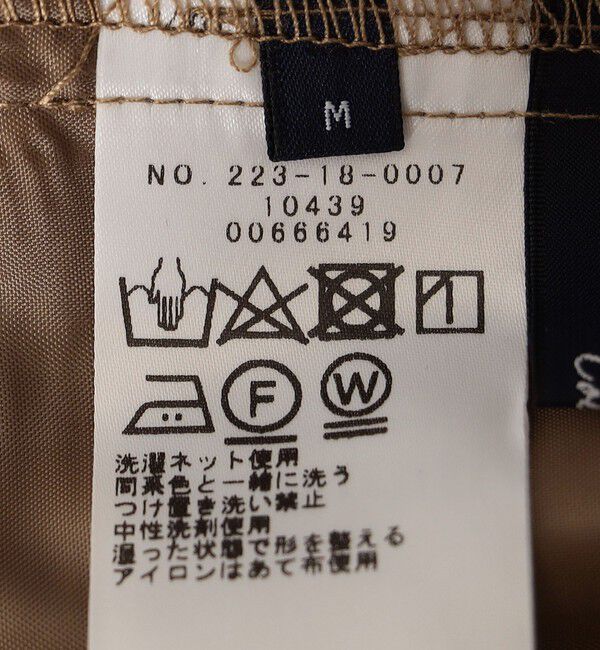 M
NO. 223-18-0007
10439
00666419
F
W
洗濯ネット使用
同系色と一緒に洗う
つけ置き洗い禁止
中性洗剤使用
湿った状態で形を整える
アイロンはあて布使用